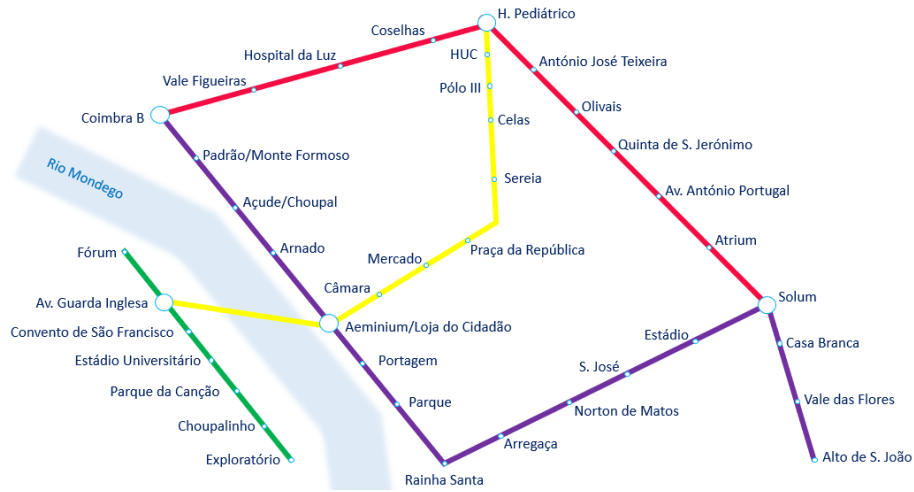 H. Pediátrico
Coselhas
HUC
Hospital da Luz
António José Teixeira
Vale Figueiras
Pólo III
Olivais
Coimbra B
Celas
Padrão/Monte Formoso
Quinta de S. Jerónimo
Rio Mondego
Sereia
Av. António Portugal
Açude/Choupal
Arnado
Praça da República
Atrium
Fórum
Mercado
Câmara
Av. Guarda Inglesa
Solum
Convento de São Francisco
Aeminium/Loja do Cidadão
Estádio
Casa Branca
Estádio Universitário
Portagem
S. José
Parque da Canção
Parque
Norton de Matos
Vale das Flores
Choupalinho
Arregaça
Exploratório
Rainha Santa
Alto de S. João